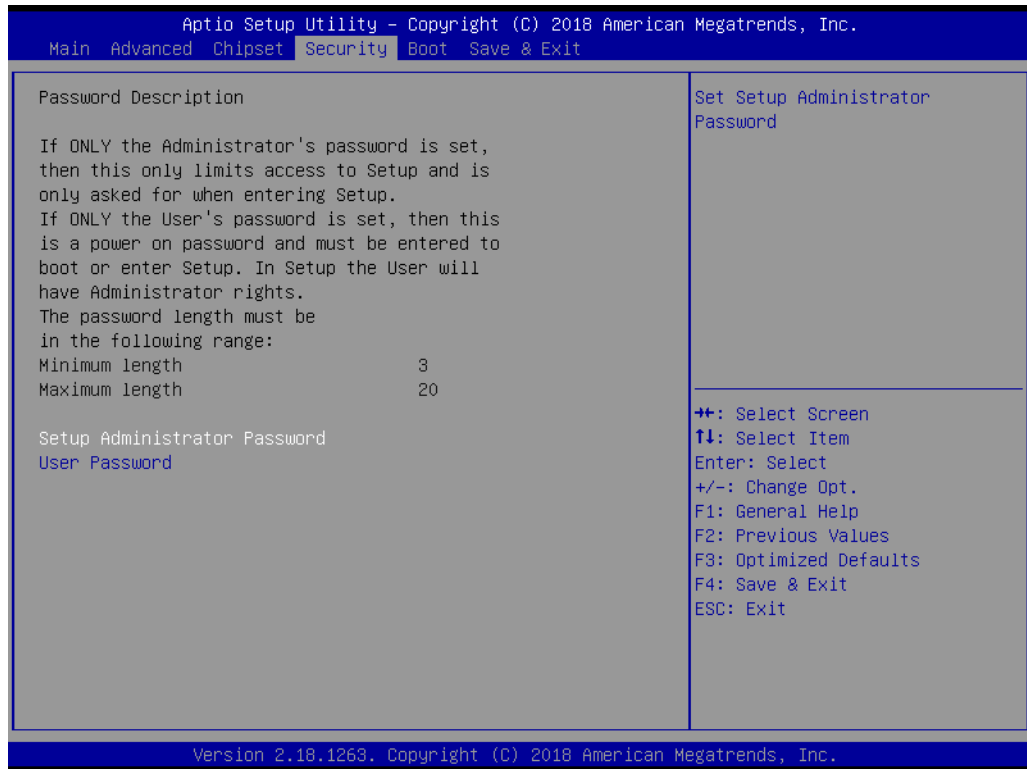 Aptio Setup Utility – Copyright (C) 2018 American Megatrends, Inc.
Main Advanced Chipset Security Boot Save & Exit
Password Description
If ONLY the Administrator's password is set,
then this only limits access to Setup and is
only asked for when entering Setup.
If ONLY the User's password is set, then this
is a power on password and must be entered to
boot or enter Setup. In Setup the User will
have Administrator rights.
The password length must be
in the following range:
Minimum length 3
Maximum length 20
Setup Administrator Password
User Password
Set Setup Administrator
Password
→←: Select Screen
↑↓: Select Item
Enter: Select
+/-: Change Opt.
F1: General Help
F2: Previous Values
F3: Optimized Defaults
F4: Save & Exit
ESC: Exit
Version 2.18.1263. Copyright (C) 2018 American Megatrends, Inc.